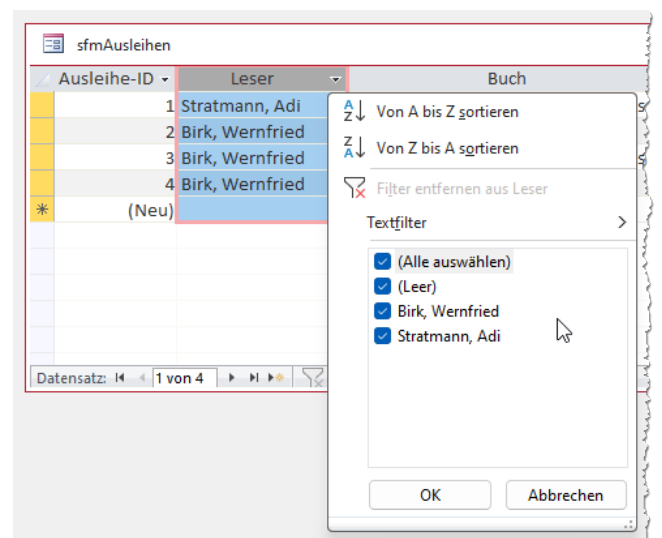 sfmAusleihen
Ausleihe-ID Leser Buch
1 Stratmann, Adi
2 Birk, Wernfried
3 Birk, Wernfried
4 Birk, Wernfried
(Neu)
Von A bis Z sortieren
Von Z bis A sortieren
Filter entfernen aus Leser
Textfilter
(Alle auswählen)
(Leer)
Birk, Wernfried
Stratmann, Adi
Datensatz: 1 von 4
OK Abbrechen